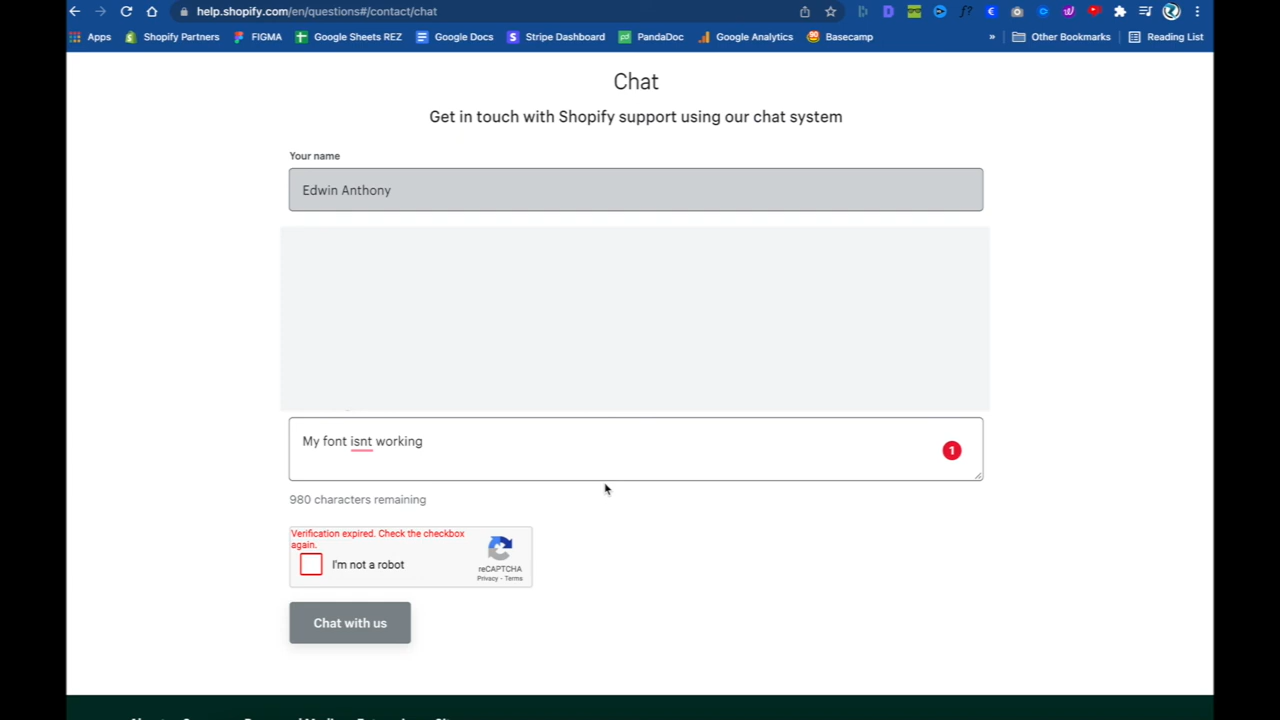 help.shopify.com/en/questions#/contact/chat
Apps Shopify Partners FIGMA Google Sheets REZ Google Docs Stripe Dashboard PandaDoc Google Analytics Basecamp » Other Bookmarks Reading List
Chat
Get in touch with Shopify support using our chat system
Your name
Edwin Anthony
My font isnt working
1
980 characters remaining
Verification expired. Check the checkbox
again.
I'm not a robot
reCAPTCHA
Privacy - Terms
Chat with us